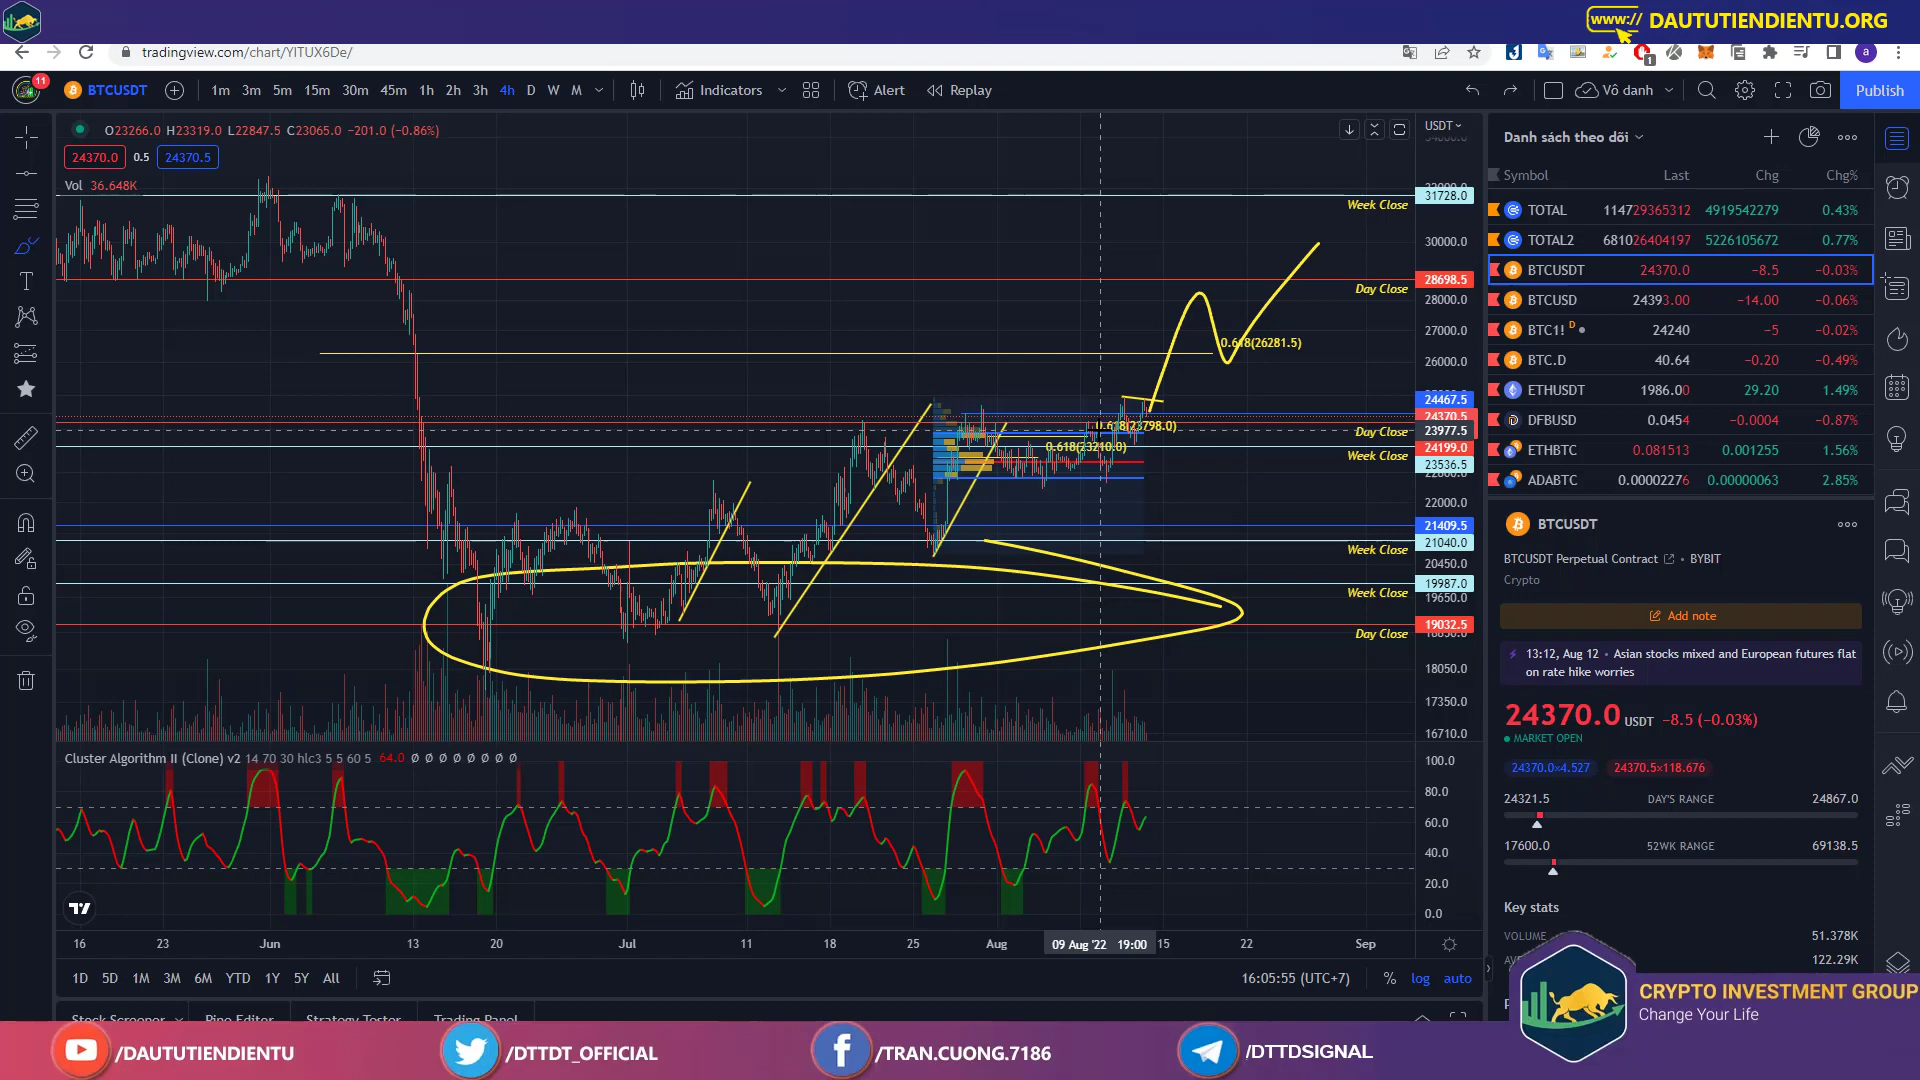 www:// DAUTUTIENDIENTU.ORG
tradingview.com/chart/YITUX6De/
11 BTCUSDT 1m 3m 5m 15m 30m 45m 1h 2h 3h 4h D W M Indicators Alert Replay Vô danh Publish
O23266.0 H23319.0 L22847.5 C23065.0 −201.0 (−0.86%)
24370.0 0.5 24370.5
Vol 36.648K
USDT
31728.0
Week Close
30000.0
28698.5
Day Close
28000.0
27000.0
0.618(26281.5)
26000.0
24467.5
24370.5
0.618(23798.0)
23977.5
Day Close
0.618(23210.0)
24199.0
Week Close
23536.5
22000.0
21409.5
21040.0
Week Close
20450.0
19987.0
Week Close
19650.0
19032.5
Day Close
18050.0
17350.0
16710.0
Cluster Algorithm II (Clone) v2 14 70 30 hlc3 5 5 60 5 64.0 Ø Ø Ø Ø Ø Ø Ø Ø
100.0
80.0
60.0
40.0
20.0
0.0
16 23 Jun 13 20 Jul 11 18 25 Aug 09 Aug '22 19:00 15 22 Sep
1D 5D 1M 3M 6M YTD 1Y 5Y All 16:05:55 (UTC+7) % log auto
Stock Screener Pine Editor Strategy Tester Trading Panel
Danh sách theo dõi
Symbol Last Chg Chg%
TOTAL 114729365312 4919542279 0.43%
TOTAL2 681026404197 5226105672 0.77%
BTCUSDT 24370.0 −8.5 −0.03%
BTCUSD 24393.00 −14.00 −0.06%
BTC1! D 24240 −5 −0.02%
BTC.D 40.64 −0.20 −0.49%
ETHUSDT 1986.00 29.20 1.49%
DFBUSD 0.0454 −0.0004 −0.87%
ETHBTC 0.081513 0.001255 1.56%
ADABTC 0.00002276 0.00000063 2.85%
BTCUSDT
BTCUSDT Perpetual Contract • BYBIT
Crypto
Add note
13:12, Aug 12 • Asian stocks mixed and European futures flat
on rate hike worries
24370.0 USDT −8.5 (−0.03%)
MARKET OPEN
24370.0×4.527 24370.5×118.676
24321.5 DAY'S RANGE 24867.0
17600.0 52WK RANGE 69138.5
Key stats
VOLUME 51.378K
122.29K
CRYPTO INVESTMENT GROUP
Change Your Life
/DAUTUTIENDIENTU /DTTDT_OFFICIAL /TRAN.CUONG.7186 /DTTDSIGNAL